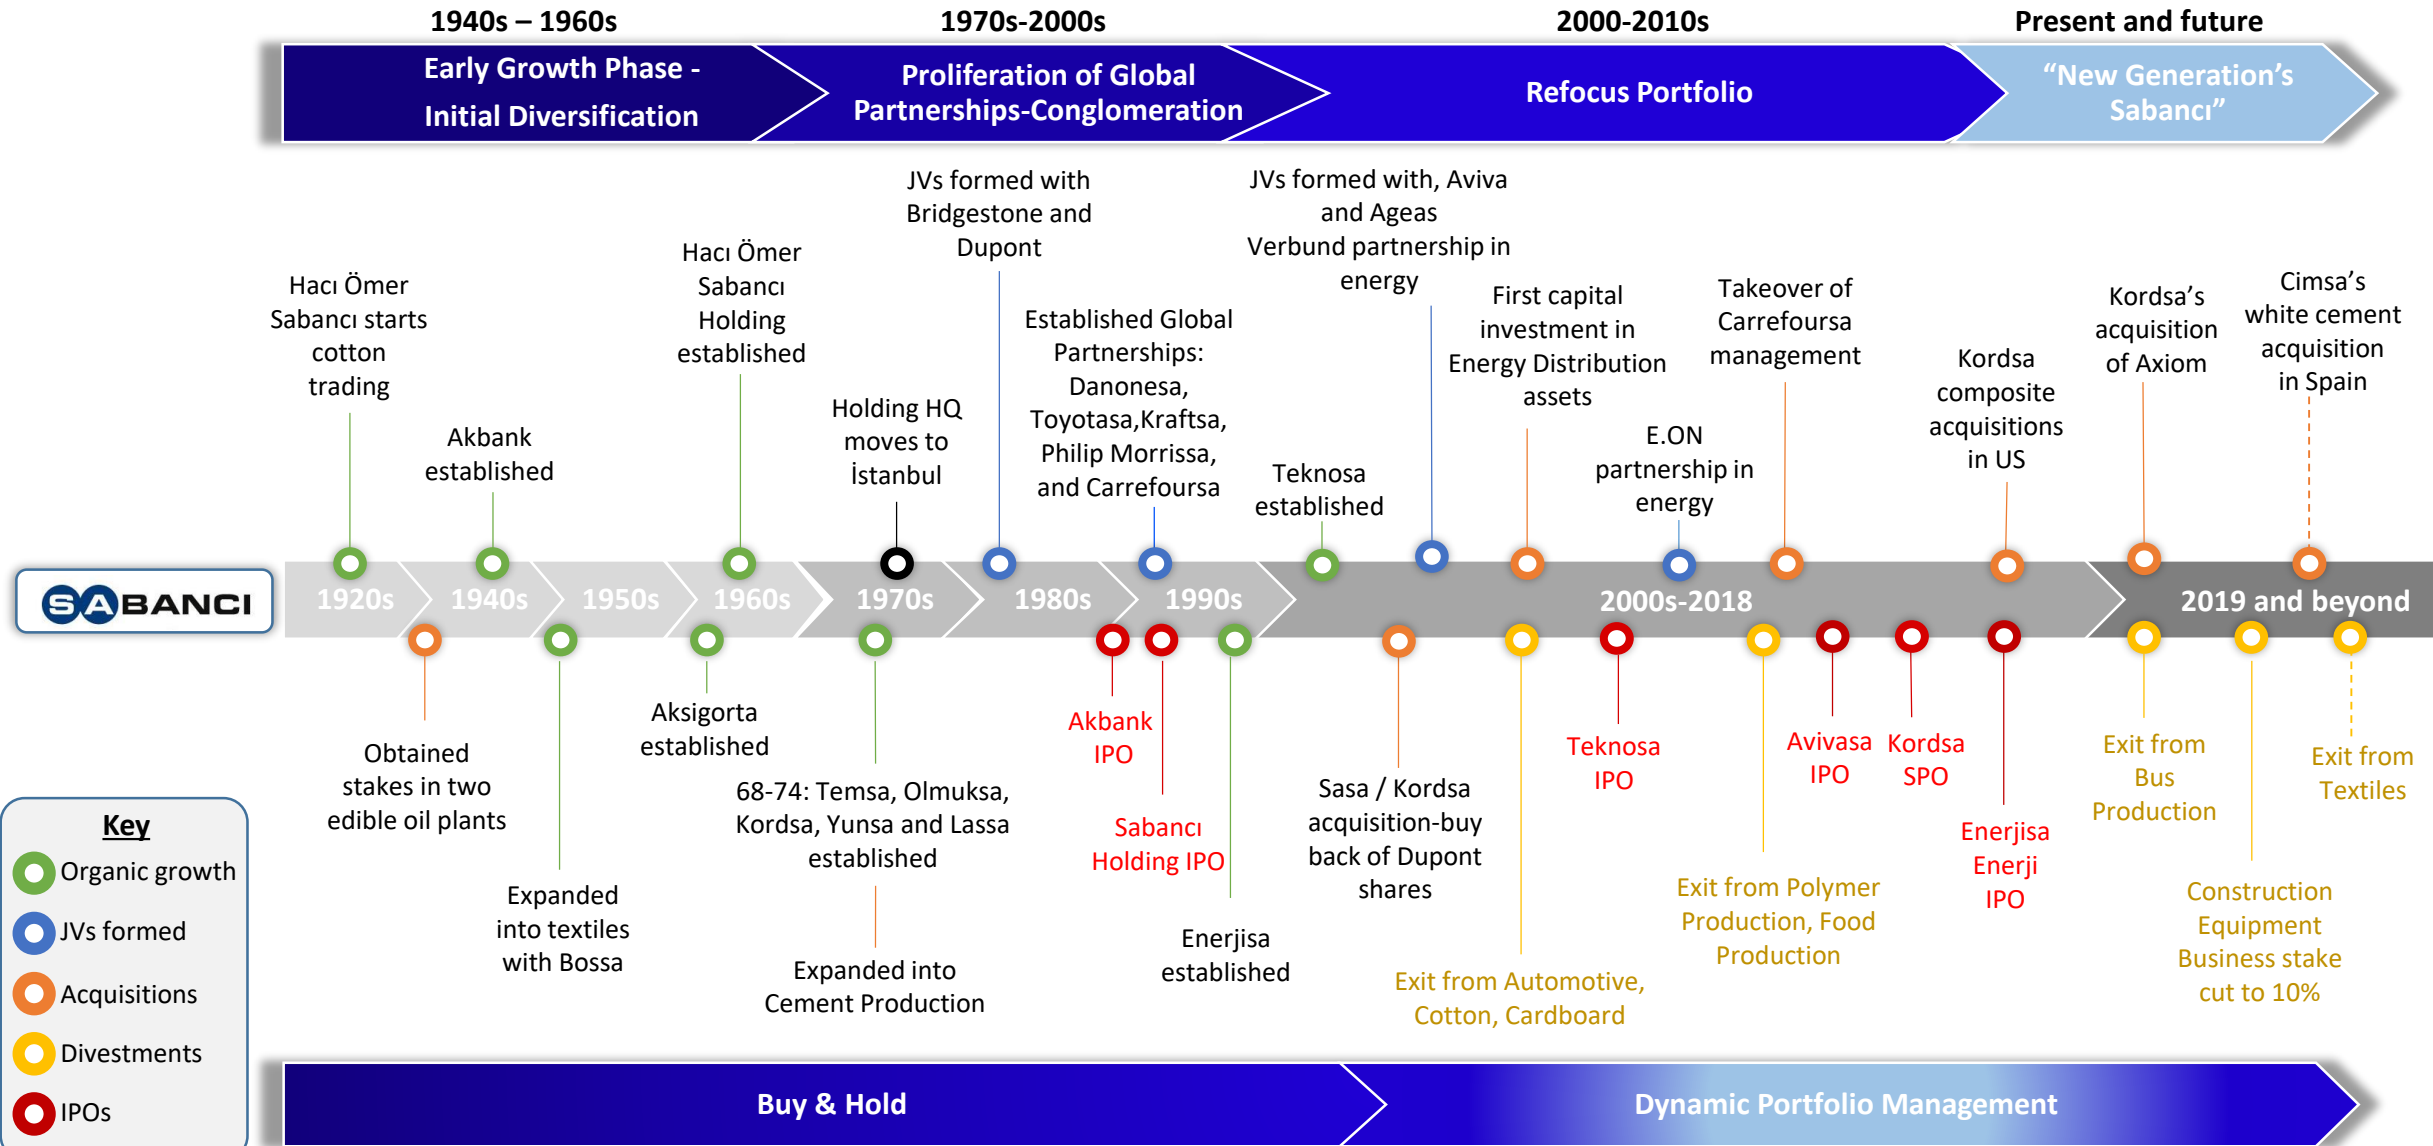 1940s – 1960s
1970s-2000s
2000-2010s
Present and future
Early Growth Phase -
Initial Diversification
Proliferation of Global
Partnerships-Conglomeration
Refocus Portfolio
“New Generation’s
Sabancı”
Hacı Ömer
Sabancı starts
cotton
trading
Akbank
established
Hacı Ömer
Sabancı
Holding
established
Holding HQ
moves to
İstanbul
JVs formed with
Bridgestone and
Dupont
Established Global
Partnerships:
Danonesa,
Toyotasa,Kraftsa,
Philip Morrissa,
and Carrefoursa
Teknosa
established
JVs formed with, Aviva
and Ageas
Verbund partnership in
energy
First capital
investment in
Energy Distribution
assets
E.ON
partnership in
energy
Takeover of
Carrefoursa
management
Kordsa
composite
acquisitions
in US
Kordsa’s
acquisition
of Axiom
Cimsa’s
white cement
acquisition
in Spain
SABANCI
1920s
1940s
1950s
1960s
1970s
1980s
1990s
2000s-2018
2019 and beyond
Obtained
stakes in two
edible oil plants
Expanded
into textiles
with Bossa
Aksigorta
established
68-74: Temsa, Olmuksa,
Kordsa, Yunsa and Lassa
established
Expanded into
Cement Production
Akbank
IPO
Sabancı
Holding IPO
Enerjisa
established
Sasa / Kordsa
acquisition-buy
back of Dupont
shares
Exit from Automotive,
Cotton, Cardboard
Teknosa
IPO
Exit from Polymer
Production, Food
Production
Avivasa
IPO
Kordsa
SPO
Enerjisa
Enerji
IPO
Exit from
Bus
Production
Construction
Equipment
Business stake
cut to 10%
Exit from
Textiles
Key
Organic growth
JVs formed
Acquisitions
Divestments
IPOs
Buy & Hold
Dynamic Portfolio Management